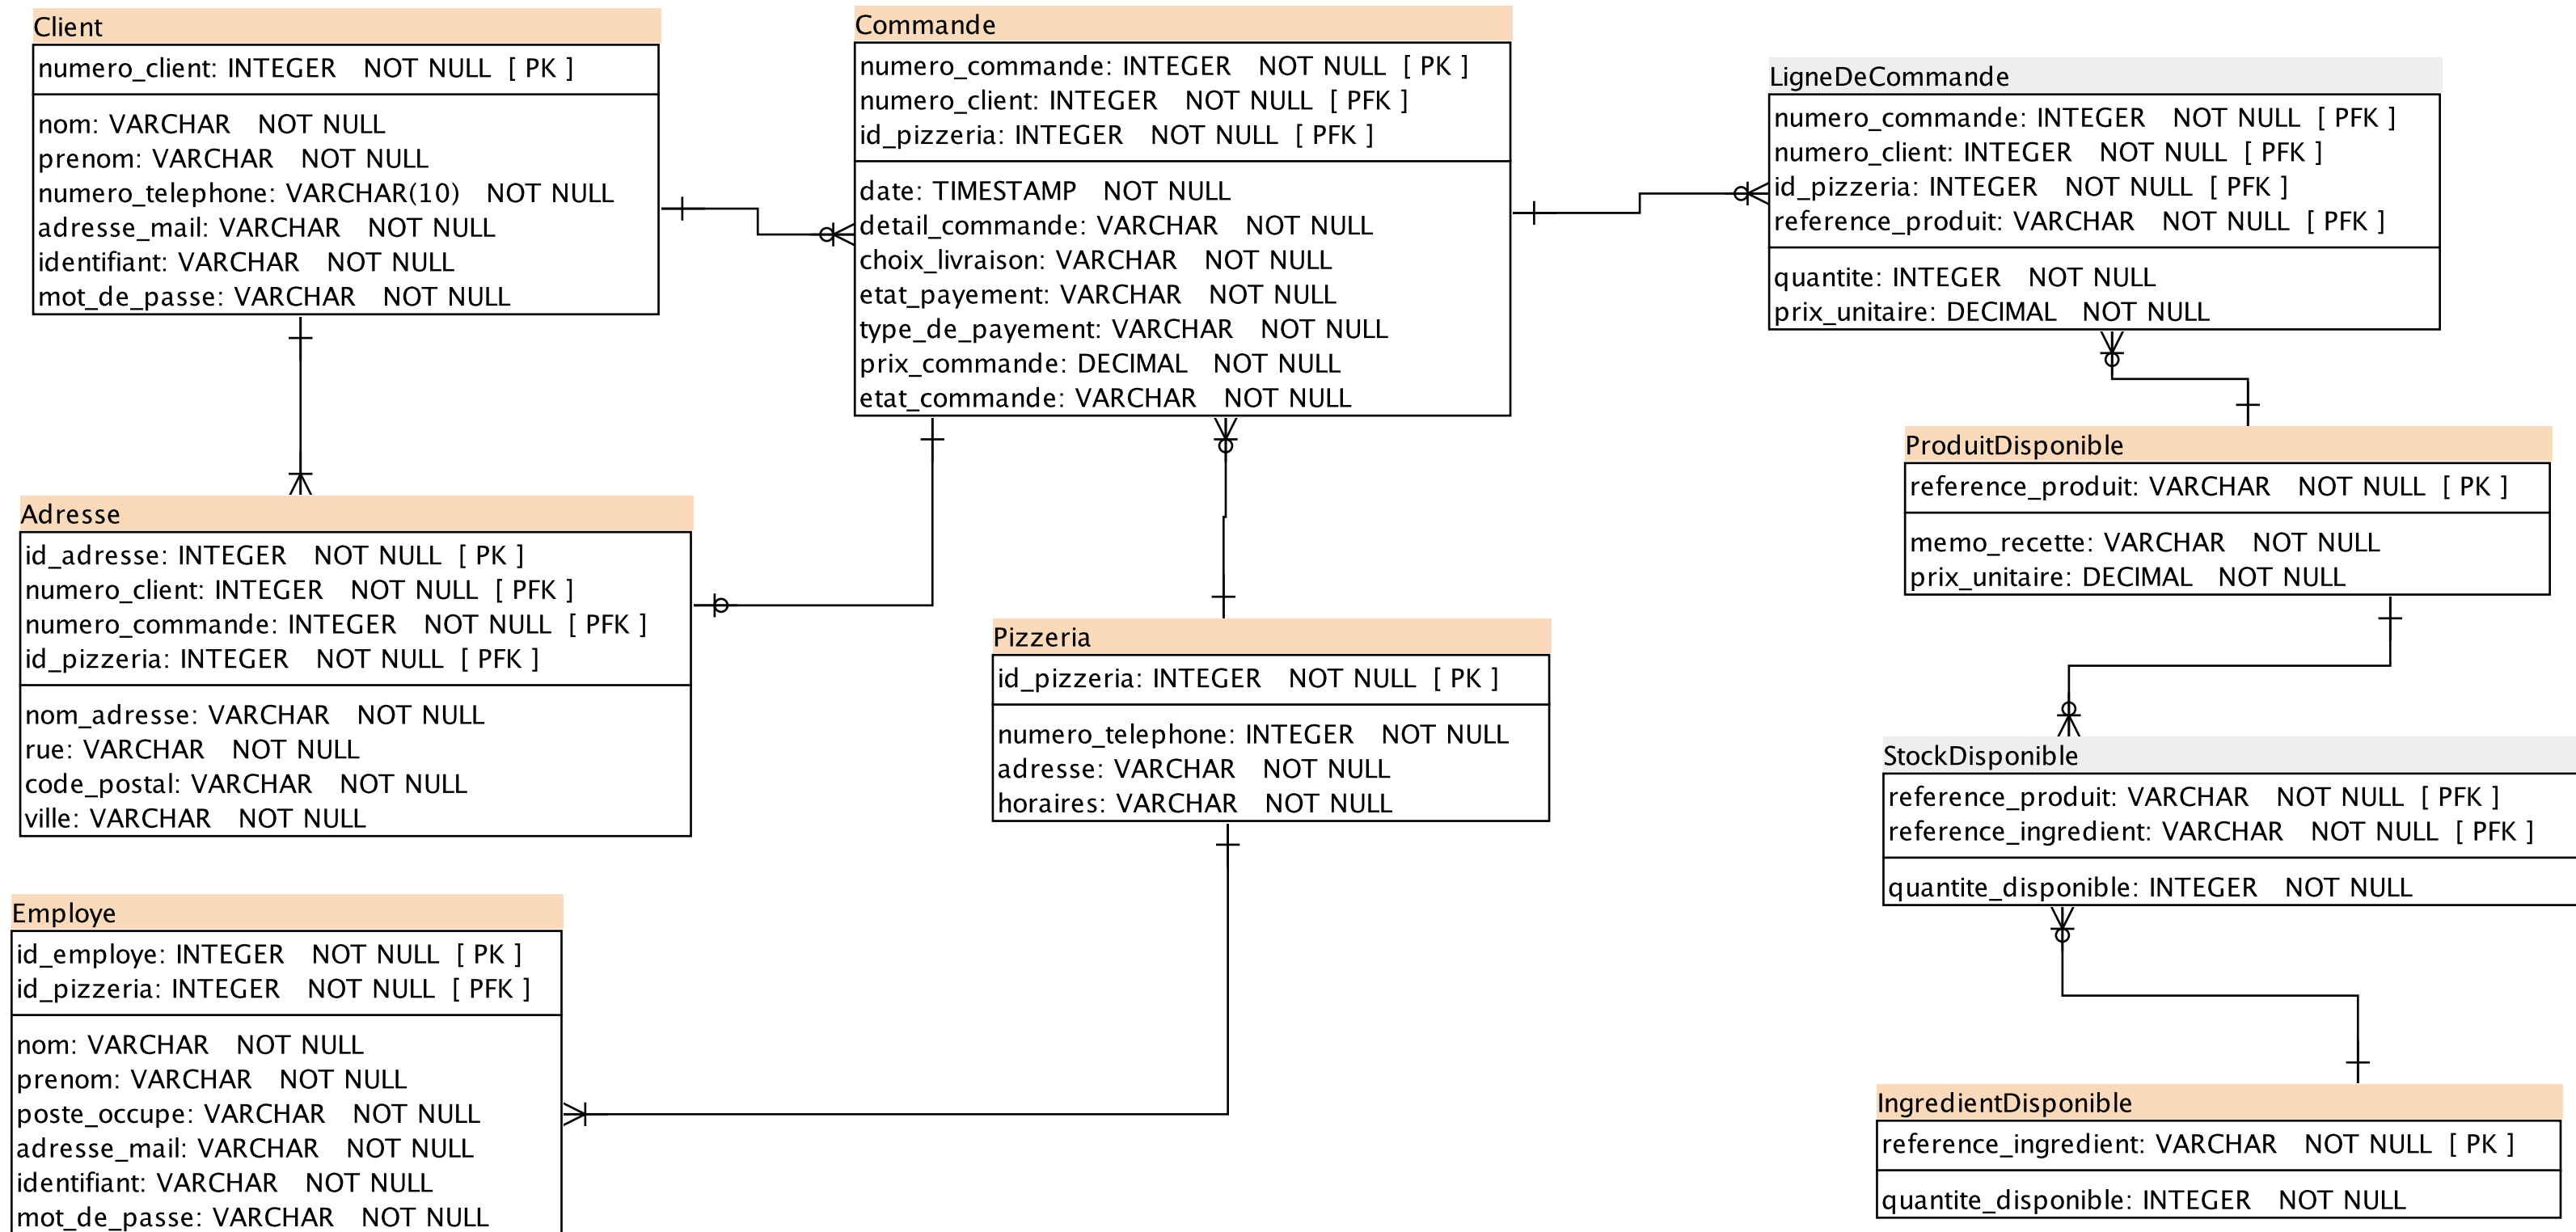 Client
numero_client: INTEGER NOT NULL [ PK ]
nom: VARCHAR NOT NULL
prenom: VARCHAR NOT NULL
numero_telephone: VARCHAR(10) NOT NULL
adresse_mail: VARCHAR NOT NULL
identifiant: VARCHAR NOT NULL
mot_de_passe: VARCHAR NOT NULL
Commande
numero_commande: INTEGER NOT NULL [ PK ]
numero_client: INTEGER NOT NULL [ PFK ]
id_pizzeria: INTEGER NOT NULL [ PFK ]
date: TIMESTAMP NOT NULL
detail_commande: VARCHAR NOT NULL
choix_livraison: VARCHAR NOT NULL
etat_payement: VARCHAR NOT NULL
type_de_payement: VARCHAR NOT NULL
prix_commande: DECIMAL NOT NULL
etat_commande: VARCHAR NOT NULL
LigneDeCommande
numero_commande: INTEGER NOT NULL [ PFK ]
numero_client: INTEGER NOT NULL [ PFK ]
id_pizzeria: INTEGER NOT NULL [ PFK ]
reference_produit: VARCHAR NOT NULL [ PFK ]
quantite: INTEGER NOT NULL
prix_unitaire: DECIMAL NOT NULL
ProduitDisponible
reference_produit: VARCHAR NOT NULL [ PK ]
memo_recette: VARCHAR NOT NULL
prix_unitaire: DECIMAL NOT NULL
Adresse
id_adresse: INTEGER NOT NULL [ PK ]
numero_client: INTEGER NOT NULL [ PFK ]
numero_commande: INTEGER NOT NULL [ PFK ]
id_pizzeria: INTEGER NOT NULL [ PFK ]
nom_adresse: VARCHAR NOT NULL
rue: VARCHAR NOT NULL
code_postal: VARCHAR NOT NULL
ville: VARCHAR NOT NULL
Pizzeria
id_pizzeria: INTEGER NOT NULL [ PK ]
numero_telephone: INTEGER NOT NULL
adresse: VARCHAR NOT NULL
horaires: VARCHAR NOT NULL
StockDisponible
reference_produit: VARCHAR NOT NULL [ PFK ]
reference_ingredient: VARCHAR NOT NULL [ PFK ]
quantite_disponible: INTEGER NOT NULL
Employe
id_employe: INTEGER NOT NULL [ PK ]
id_pizzeria: INTEGER NOT NULL [ PFK ]
nom: VARCHAR NOT NULL
prenom: VARCHAR NOT NULL
poste_occupe: VARCHAR NOT NULL
adresse_mail: VARCHAR NOT NULL
identifiant: VARCHAR NOT NULL
mot_de_passe: VARCHAR NOT NULL
IngredientDisponible
reference_ingredient: VARCHAR NOT NULL [ PK ]
quantite_disponible: INTEGER NOT NULL